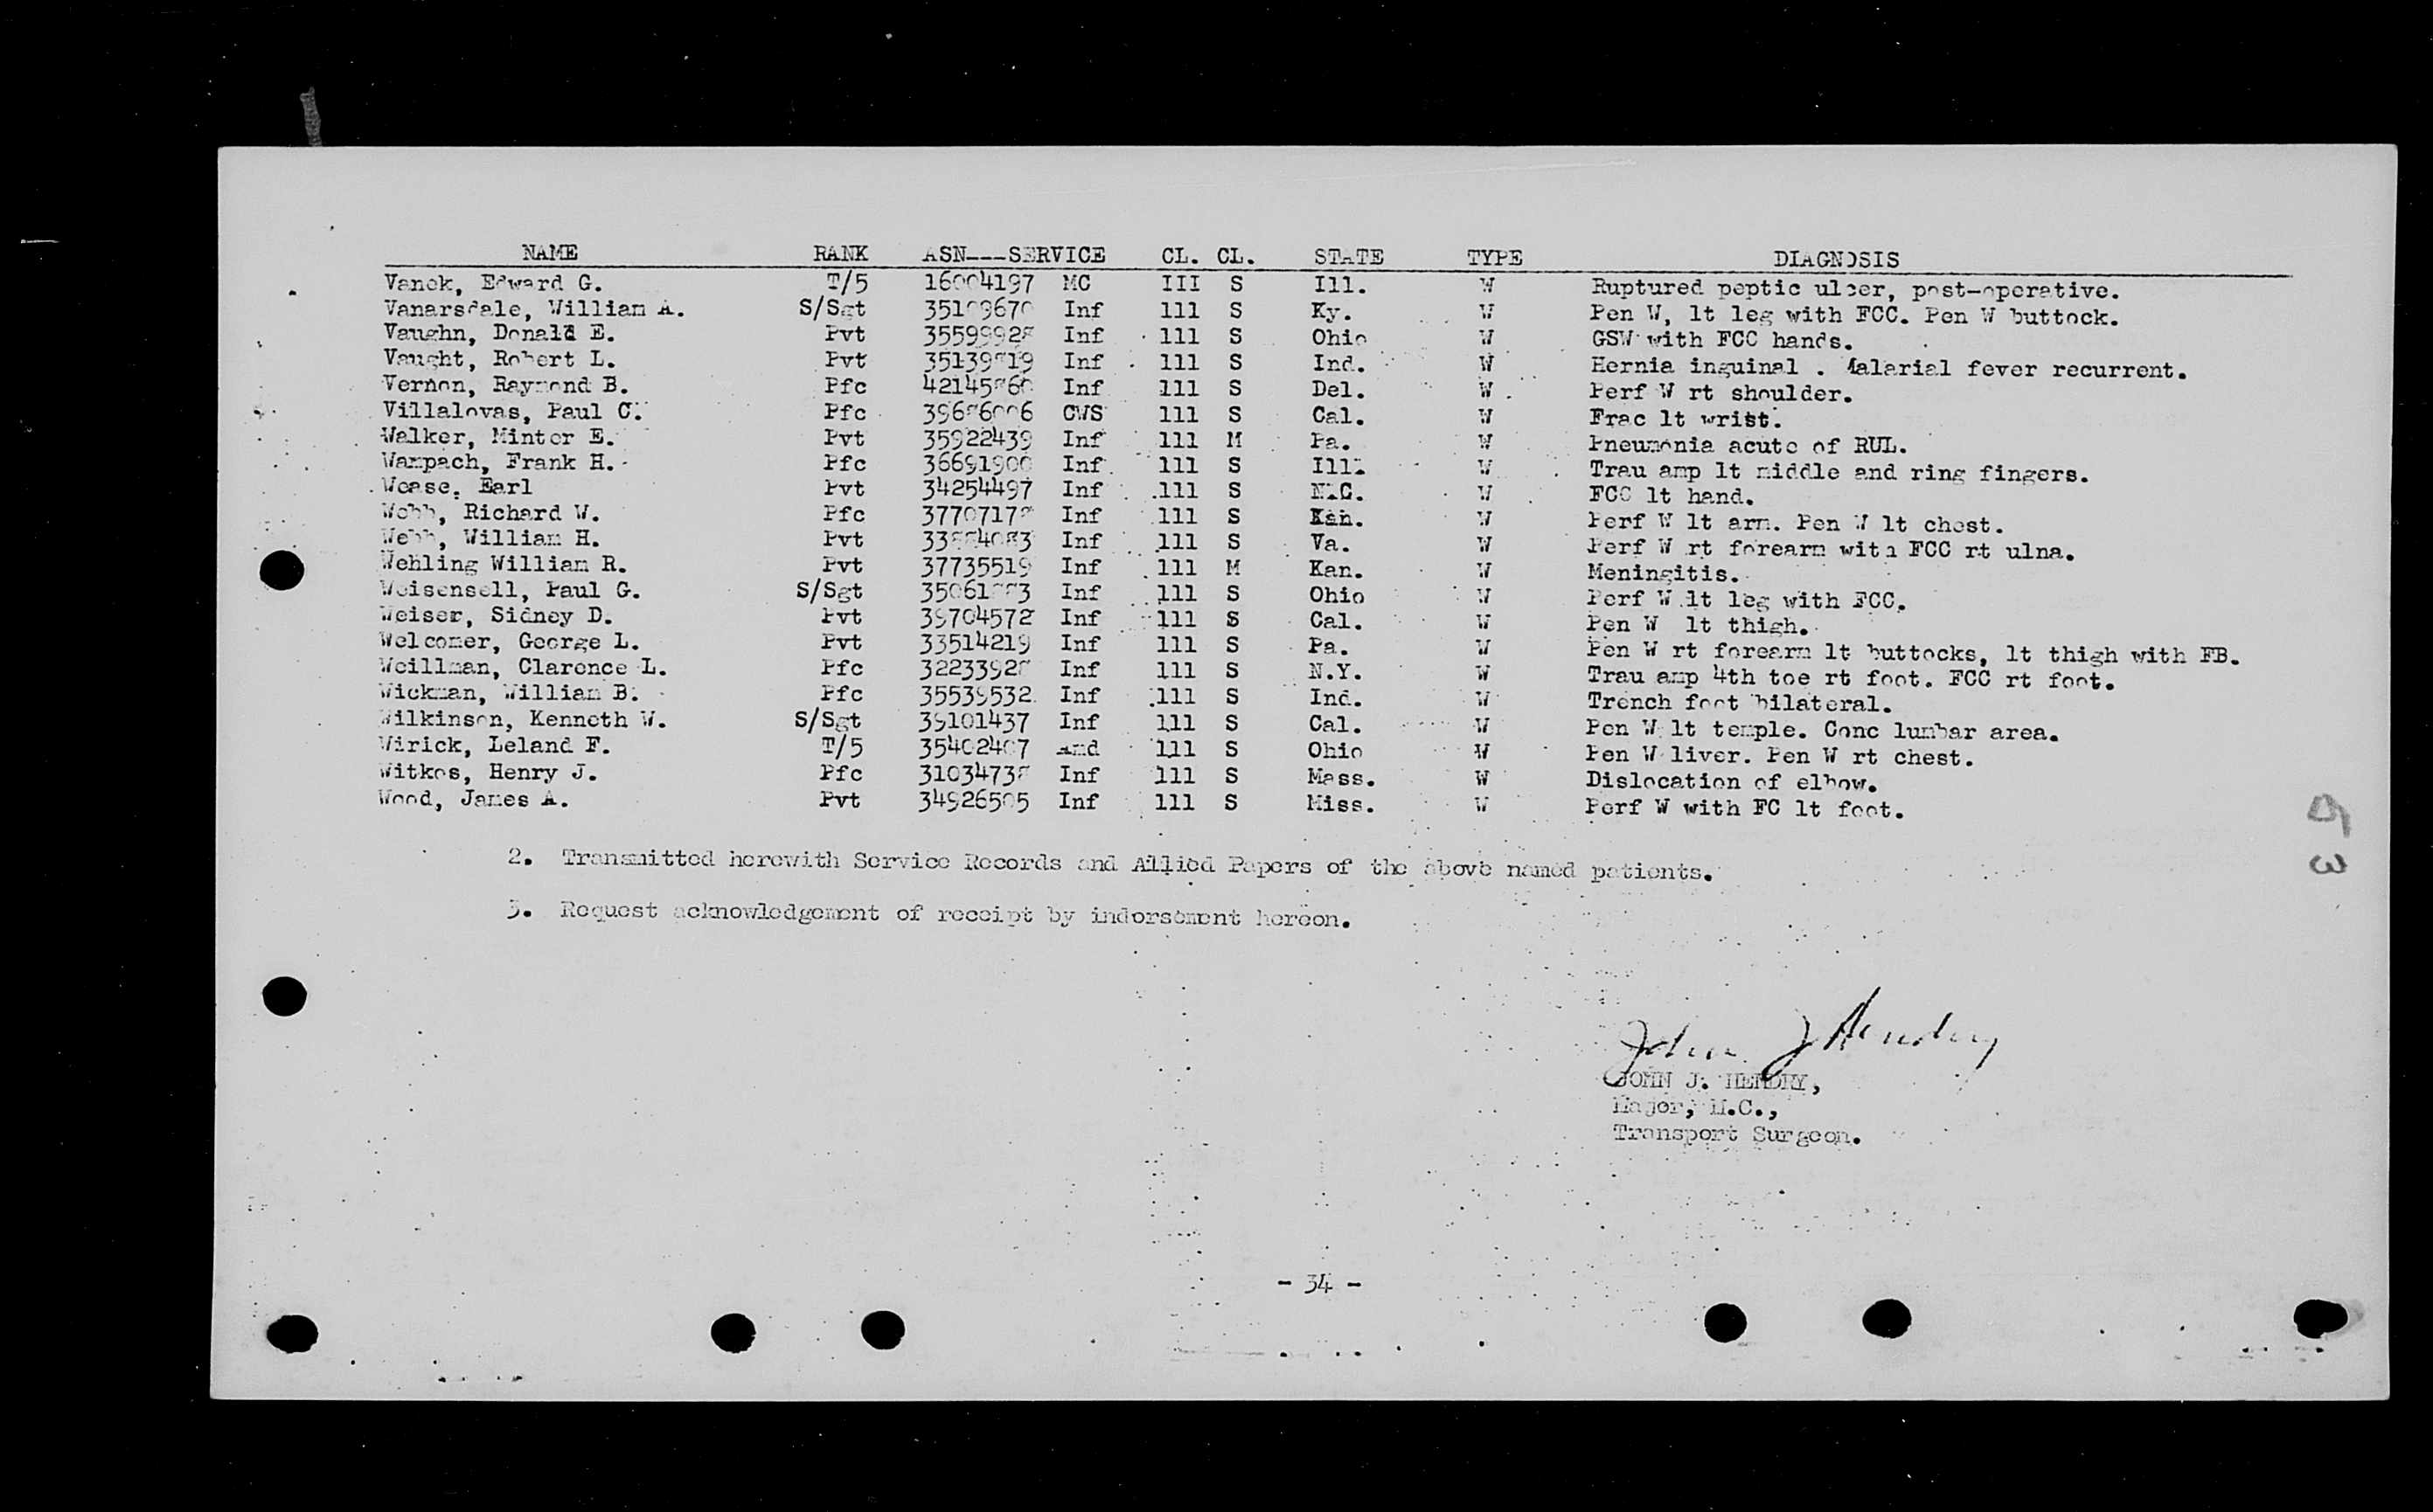 NAME RANK ASN---SERVICE CL. CL. STATE TYPE DIAGNOSIS
Vanek, Edward G. T/5 16004197 MC III S Ill. W Ruptured peptic ulcer, post-operative.
Vanarsdale, William A. S/Sgt 35109670 Inf 111 S Ky. W Pen W, lt leg with FCC. Pen W buttock.
Vaughn, Donald E. Pvt 35599928 Inf 111 S Ohio W GSW with FCC hands.
Vaught, Robert L. Pvt Inf 111 S Ind. W Hernia inguinal . Malarial fever recurrent.
Vernon, Raymond B. Pfc 42145860 Inf 111 S Del. W Perf W rt shoulder.
Villalovas, Paul C. Pfc 39686006 CWS 111 S Cal. W Frac lt wrist.
Walker, Minter E. Pvt 35922439 Inf 111 M Pa. W Pneumonia acute of RUL.
Wampach, Frank H. Pfc 36691900 Inf 111 S Ill. W Trau amp lt middle and ring fingers.
Wease, Earl Pvt 34254497 Inf 111 S N.C. W FCC lt hand.
Webb, Richard W. Pfc 37707178 Inf 111 S Kan. W Perf W lt arm. Pen W lt chest.
Webb, William H. Pvt 33884083 Inf 111 S Va. W Perf W rt forearm with FCC rt ulna.
Wehling William R. Pvt 37735519 Inf 111 M Kan. W Meningitis.
Weisensell, Paul G. S/Sgt Inf 111 S Ohio W Perf W lt leg with FCC.
Weiser, Sidney D. Pvt 39704572 Inf 111 S Cal. W Pen W lt thigh.
Welcomer, George L. Pvt 33514219 Inf 111 S Pa. W Pen W rt forearm lt buttocks, lt thigh with FB.
Weillman, Clarence L. Pfc 32233928 Inf 111 S N.Y. W Trau amp 4th toe rt foot. FCC rt foot.
Wickman, William B. Pfc 35539532 Inf 111 S Ind. W Trench foot bilateral.
Wilkinson, Kenneth W. S/Sgt 39101437 Inf 111 S Cal. W Pen W lt temple. Conc lumbar area.
Wirick, Leland F. T/5 35402407 Amd 111 S Ohio W Pen W liver. Pen W rt chest.
Witkos, Henry J. Pfc 31034738 Inf 111 S Mass. W Dislocation of elbow.
Wood, James A. Pvt 34926505 Inf 111 S Miss. W Perf W with FC lt foot.
2. Transmitted herewith Service Records and Allied Papers of the above named patients.
3. Request acknowledgement of receipt by indorsement hereon.
John J Hendry
JOHN J. HENDRY,
Major, M.C.,
Transport Surgeon.
- 34 -